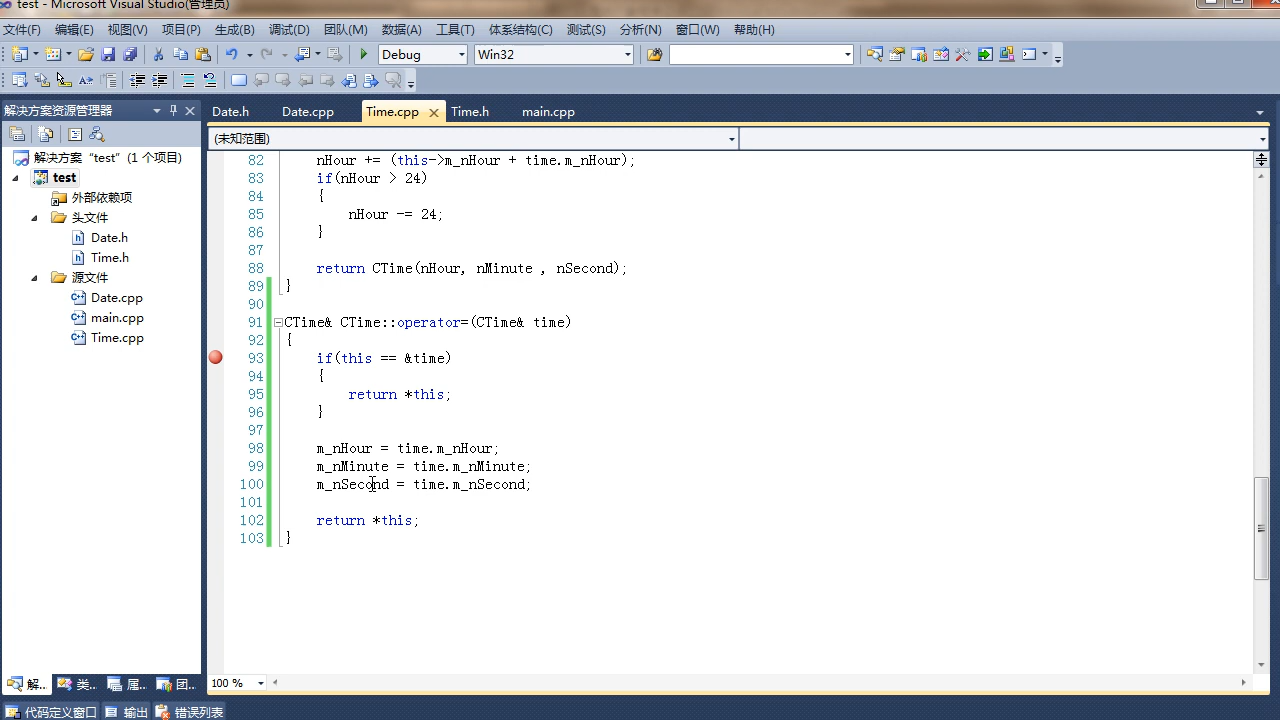 test - Microsoft Visual Studio(管理员)
文件(F) 编辑(E) 视图(V) 项目(P) 生成(B) 调试(D) 团队(M) 数据(A) 工具(T) 体系结构(C) 测试(S) 分析(N) 窗口(W) 帮助(H)
Debug Win32
解决方案资源管理器
Date.h Date.cpp Time.cpp Time.h main.cpp
(未知范围)
解决方案 “test” (1 个项目)
test
外部依赖项
头文件
Date.h
Time.h
源文件
Date.cpp
main.cpp
Time.cpp
82 nHour += (this->m_nHour + time.m_nHour);
83 if(nHour > 24)
84 {
85 nHour -= 24;
86 }
87
88 return CTime(nHour, nMinute , nSecond);
89 }
90
91 CTime& CTime::operator=(CTime& time)
92 {
93 if(this == &time)
94 {
95 return *this;
96 }
97
98 m_nHour = time.m_nHour;
99 m_nMinute = time.m_nMinute;
100 m_nSecond = time.m_nSecond;
101
102 return *this;
103 }
100 %
解... 类... 属... 团...
代码定义窗口 输出 错误列表